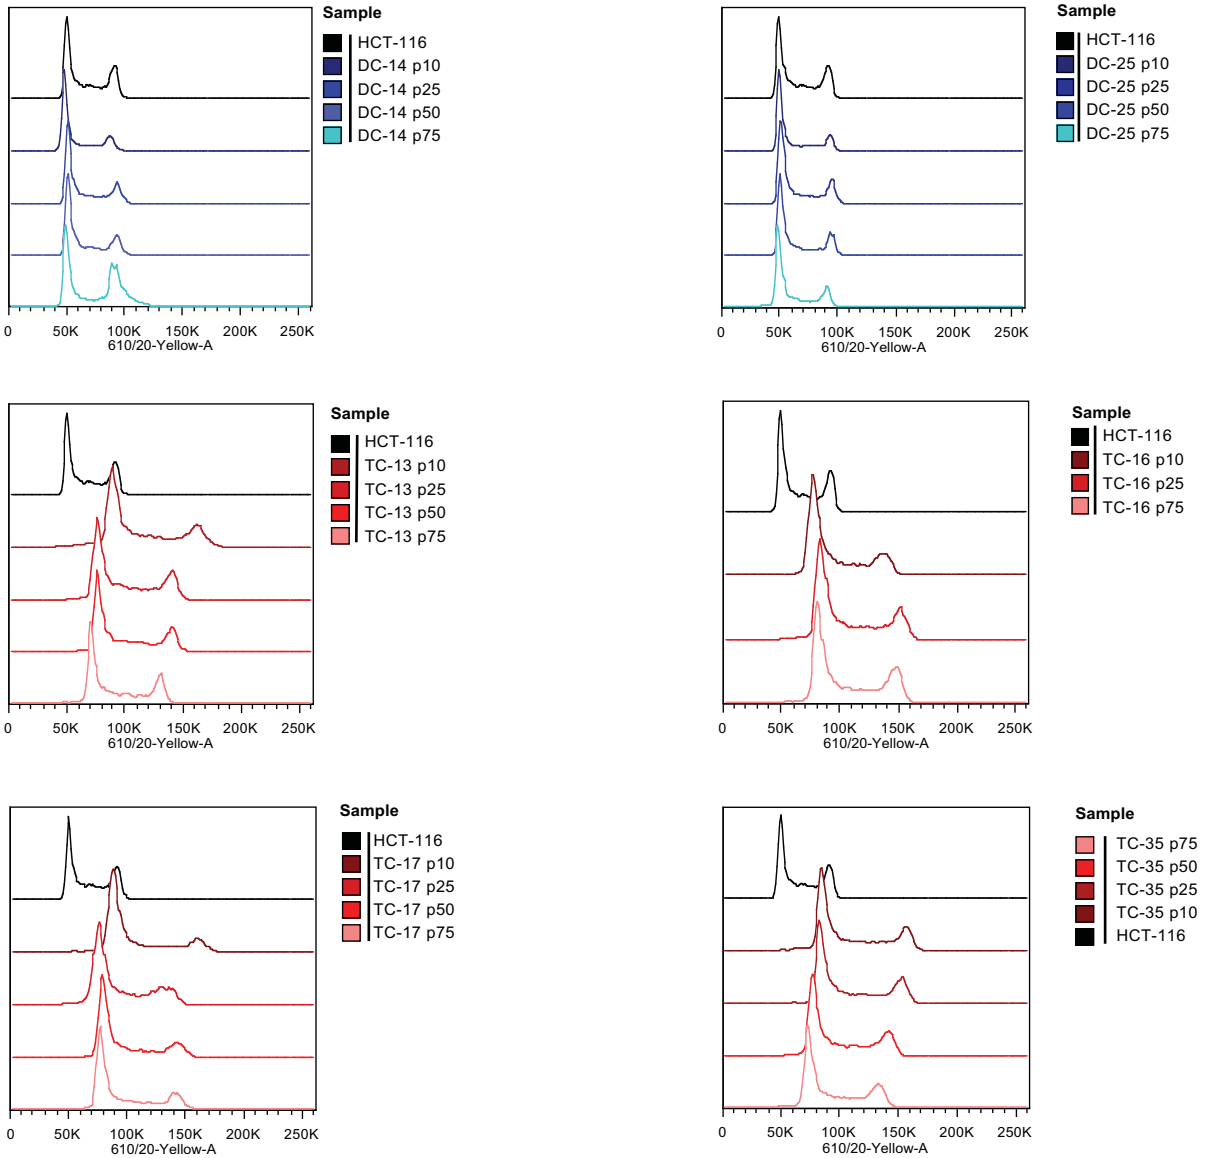 Sample
HCT-116
DC-14 p10
DC-14 p25
DC-14 p50
DC-14 p75
0 50K 100K 150K 200K 250K
610/20-Yellow-A
Sample
HCT-116
DC-25 p10
DC-25 p25
DC-25 p50
DC-25 p75
0 50K 100K 150K 200K 250K
610/20-Yellow-A
Sample
HCT-116
TC-13 p10
TC-13 p25
TC-13 p50
TC-13 p75
0 50K 100K 150K 200K 250K
610/20-Yellow-A
Sample
HCT-116
TC-16 p10
TC-16 p25
TC-16 p75
0 50K 100K 150K 200K 250K
610/20-Yellow-A
Sample
HCT-116
TC-17 p10
TC-17 p25
TC-17 p50
TC-17 p75
0 50K 100K 150K 200K 250K
610/20-Yellow-A
Sample
TC-35 p75
TC-35 p50
TC-35 p25
TC-35 p10
HCT-116
0 50K 100K 150K 200K 250K
610/20-Yellow-A